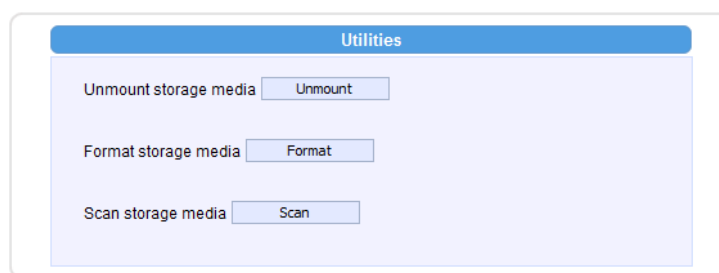 Utilities
Unmount storage media Unmount
Format storage media Format
Scan storage media Scan